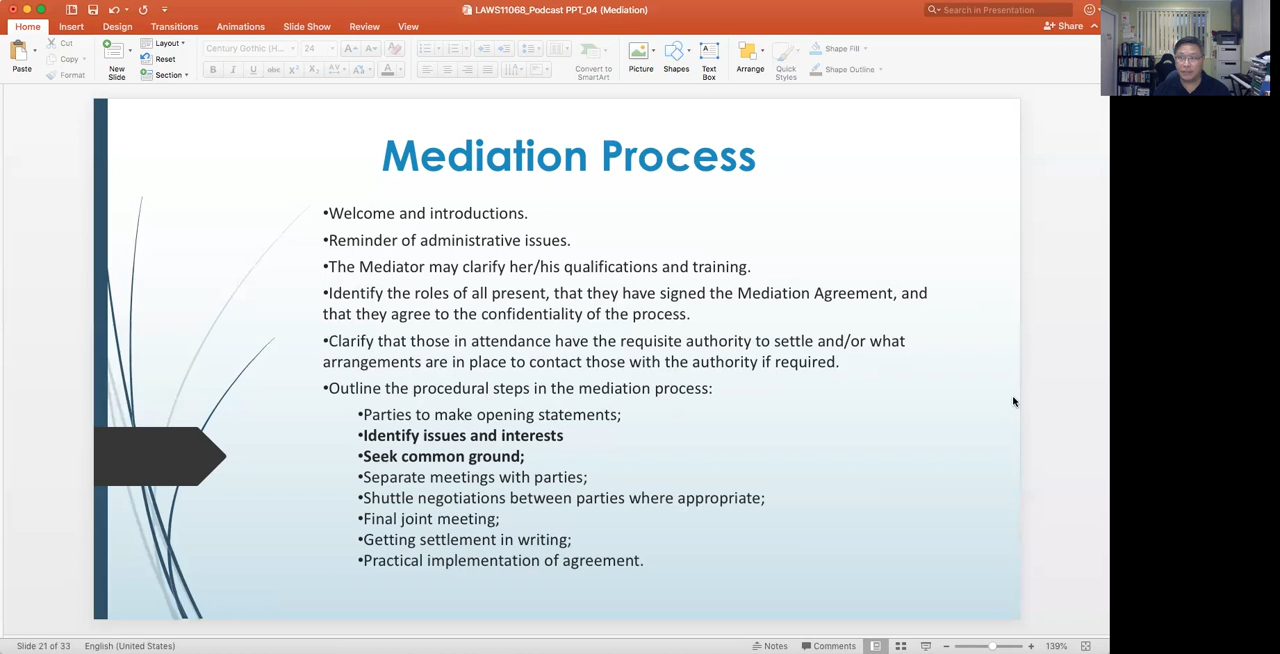 LAWS11068_Podcast PPT_04 (Mediation)
Search in Presentation
Home Insert Design Transitions Animations Slide Show Review View
Share
Paste
Cut
Copy
Format
New Slide
Layout
Reset
Section
Century Gothic (H...
24
Convert to SmartArt
Picture
Shapes
Text Box
Arrange
Quick Styles
Shape Fill
Shape Outline
Mediation Process
•Welcome and introductions.
•Reminder of administrative issues.
•The Mediator may clarify her/his qualifications and training.
•Identify the roles of all present, that they have signed the Mediation Agreement, and
that they agree to the confidentiality of the process.
•Clarify that those in attendance have the requisite authority to settle and/or what
arrangements are in place to contact those with the authority if required.
•Outline the procedural steps in the mediation process:
•Parties to make opening statements;
•Identify issues and interests
•Seek common ground;
•Separate meetings with parties;
•Shuttle negotiations between parties where appropriate;
•Final joint meeting;
•Getting settlement in writing;
•Practical implementation of agreement.
Slide 21 of 33 English (United States) Notes Comments 139%